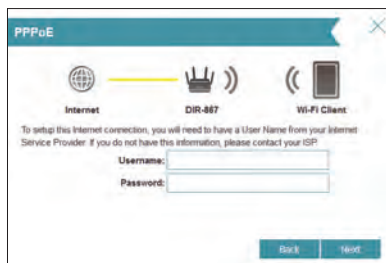 PPPoE
Internet
DIR-867
Wi-Fi Client
To setup this Internet connection, you will need to have a User Name from your Internet
Service Provider. If you do not have this information, please contact your ISP.
Username:
Password:
Back
Next